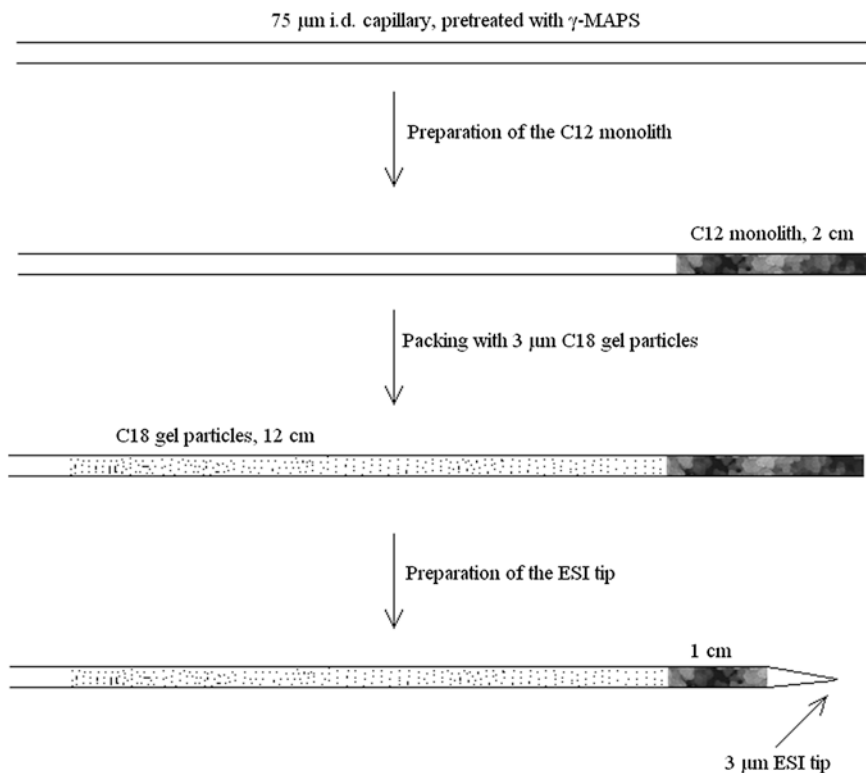 75 μm i.d. capillary, pretreated with γ-MAPS
Preparation of the C12 monolith
C12 monolith, 2 cm
Packing with 3 μm C18 gel particles
C18 gel particles, 12 cm
Preparation of the ESI tip
1 cm
3 μm ESI tip